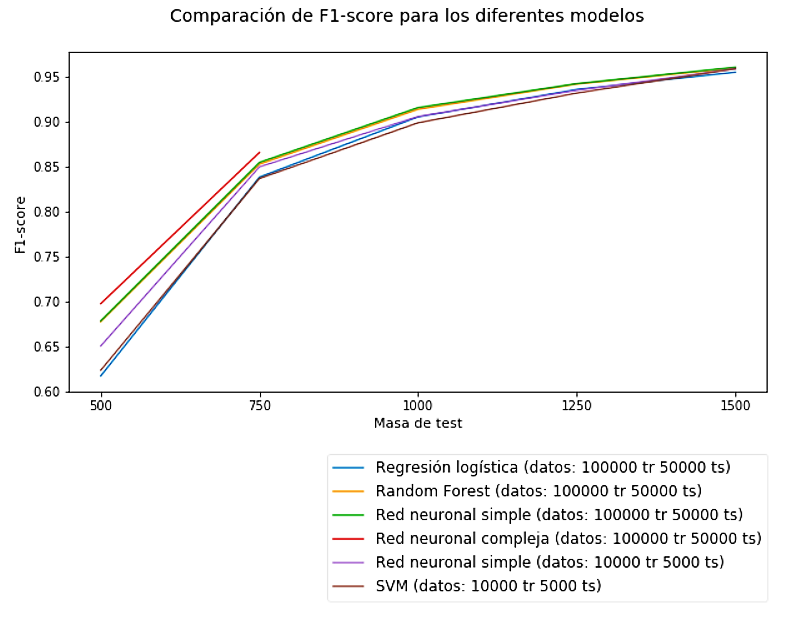 Comparación de F1-score para los diferentes modelos
0.95
0.90
0.85
0.80
0.75
0.70
0.65
0.60
F1-score
500 750 1000 1250 1500
Masa de test
Regresión logística (datos: 100000 tr 50000 ts)
Random Forest (datos: 100000 tr 50000 ts)
Red neuronal simple (datos: 100000 tr 50000 ts)
Red neuronal compleja (datos: 100000 tr 50000 ts)
Red neuronal simple (datos: 10000 tr 5000 ts)
SVM (datos: 10000 tr 5000 ts)